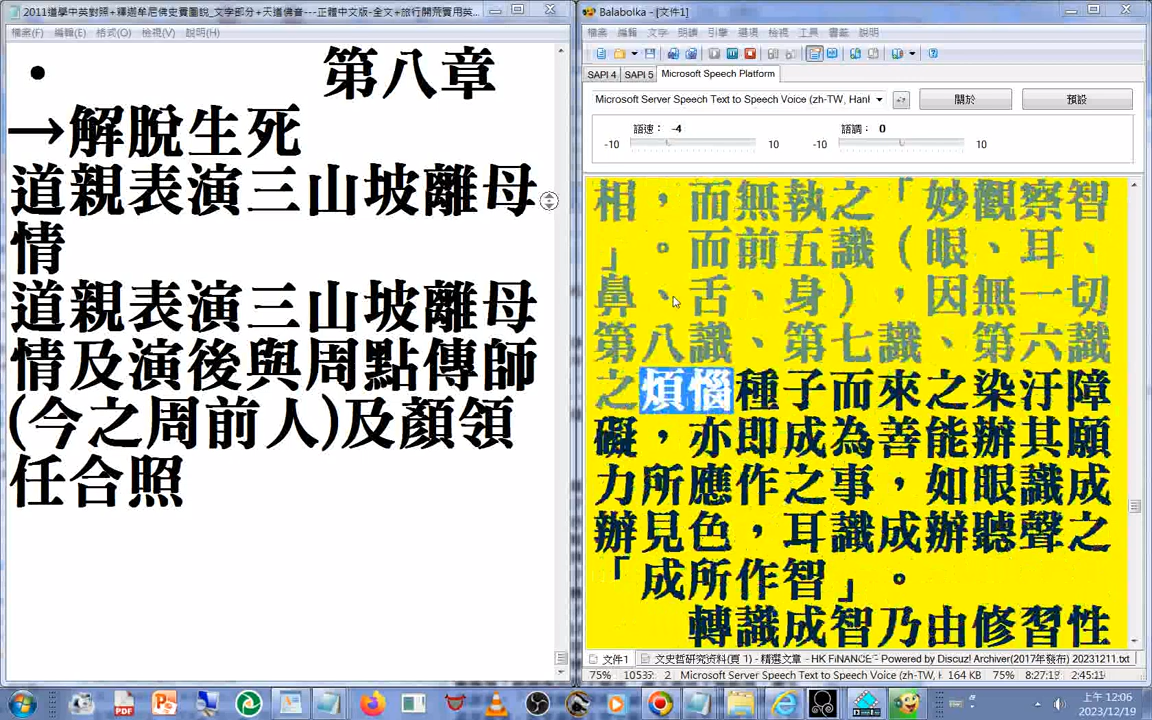 2011道學中英對照+釋迦牟尼佛史實圖說_文字部分+天道佛音---正體中文版-全文+旅行開荒實用英...
檔案(F) 編輯(E) 格式(O) 檢視(V) 說明(H)
• 第八章
→解脫生死
道親表演三山坡離母
情
道親表演三山坡離母
情及演後與周點傳師
(今之周前人)及顏領
任合照
Balabolka - [文件1]
檔案 編輯 文字 朗讀 引擎 選項 檢視 工具 書籤 說明
SAPI 4 SAPI 5 Microsoft Speech Platform
Microsoft Server Speech Text to Speech Voice (zh-TW, Hanl
關於 預設
語速： -4 語調： 0
-10 10 -10 10
相，而無執之「妙觀察智
」。而前五識（眼、耳、
鼻、舌、身），因無一切
第八識、第七識、第六識
之煩惱種子而來之染汙障
礙，亦即成為善能辦其願
力所應作之事，如眼識成
辦見色，耳識成辦聽聲之
「成所作智」。
轉識成智乃由修習性
文件1 文史哲研究资料(頁 1) - 精選文章 - HK FiNANCE - Powered by Discuz! Archiver(2017年發布) 20231211.txt
75% 2 Microsoft Speech Platform Microsoft Server Speech Text to Speech Voice (zh-TW, H 164 KB 75% 2:45:11
上午 12:06
2023/12/19